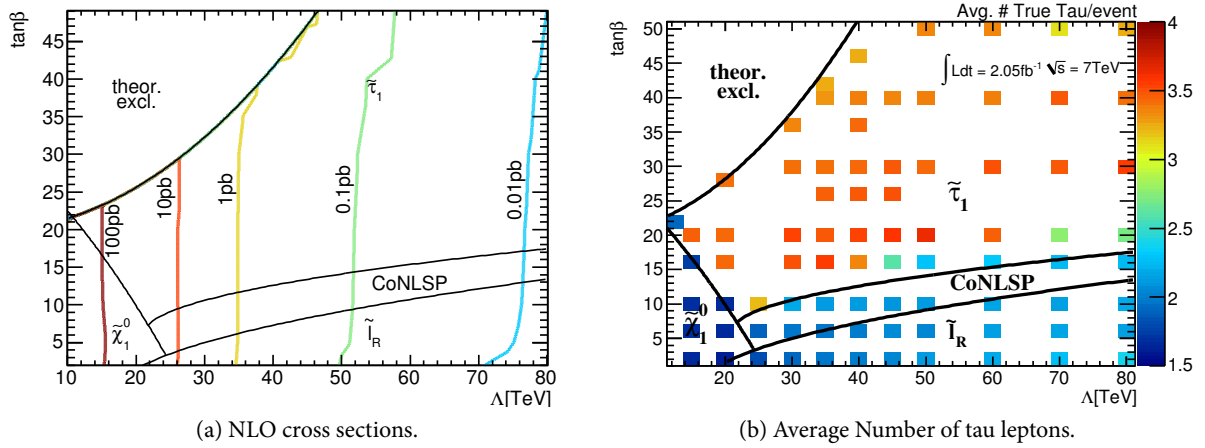 tanβ
45
40
35
30
25
20
15
10
5
theor.
excl.
τ̃₁
100pb
10pb
1pb
0.1pb
0.01pb
CoNLSP
χ̃₁⁰
l̃_R
10 20 30 40 50 60 70 80
Λ[TeV]
(a) NLO cross sections.
Avg. # True Tau/event
tanβ
50
45
40
35
30
25
20
15
10
5
theor.
excl.
∫ Ldt = 2.05fb⁻¹ √s = 7TeV
τ̃₁
CoNLSP
χ̃₁⁰
l̃_R
20 30 40 50 60 70 80
Λ[TeV]
4
3.5
3
2.5
2
1.5
(b) Average Number of tau leptons.